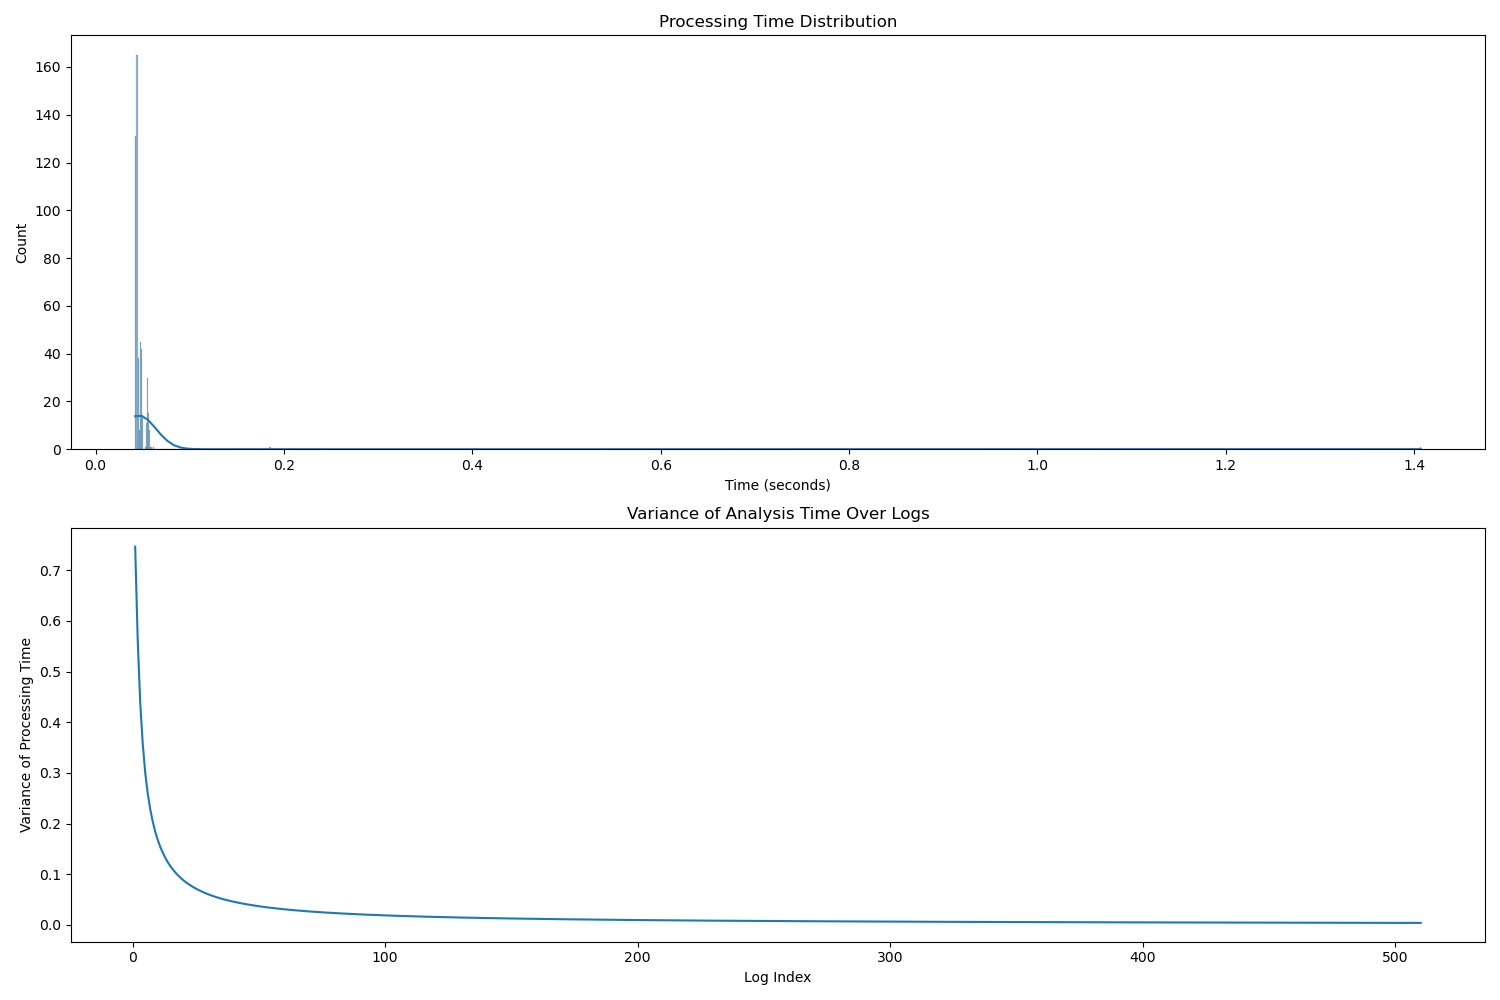 Processing Time Distribution
160
140
120
100
80
60
40
20
0
Count
0.0 0.2 0.4 0.6 0.8 1.0 1.2 1.4
Time (seconds)
Variance of Analysis Time Over Logs
0.7
0.6
0.5
0.4
0.3
0.2
0.1
0.0
Variance of Processing Time
0 100 200 300 400 500
Log Index